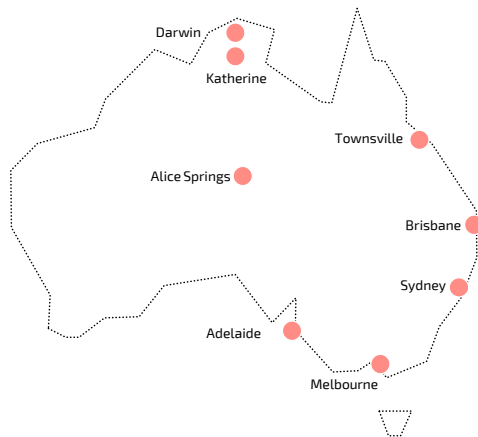 Darwin
Katherine
Townsville
Alice Springs
Brisbane
Sydney
Adelaide
Melbourne